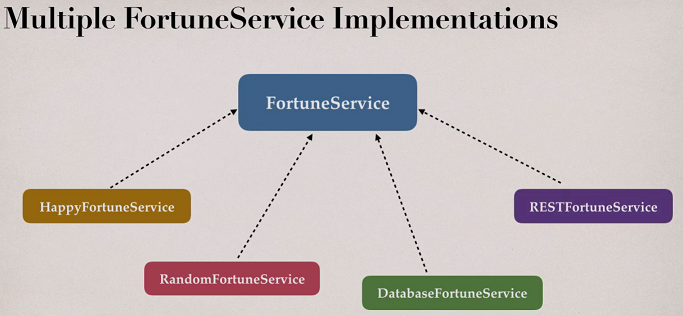 Multiple FortuneService Implementations
FortuneService
HappyFortuneService
RESTFortuneService
RandomFortuneService
DatabaseFortuneService